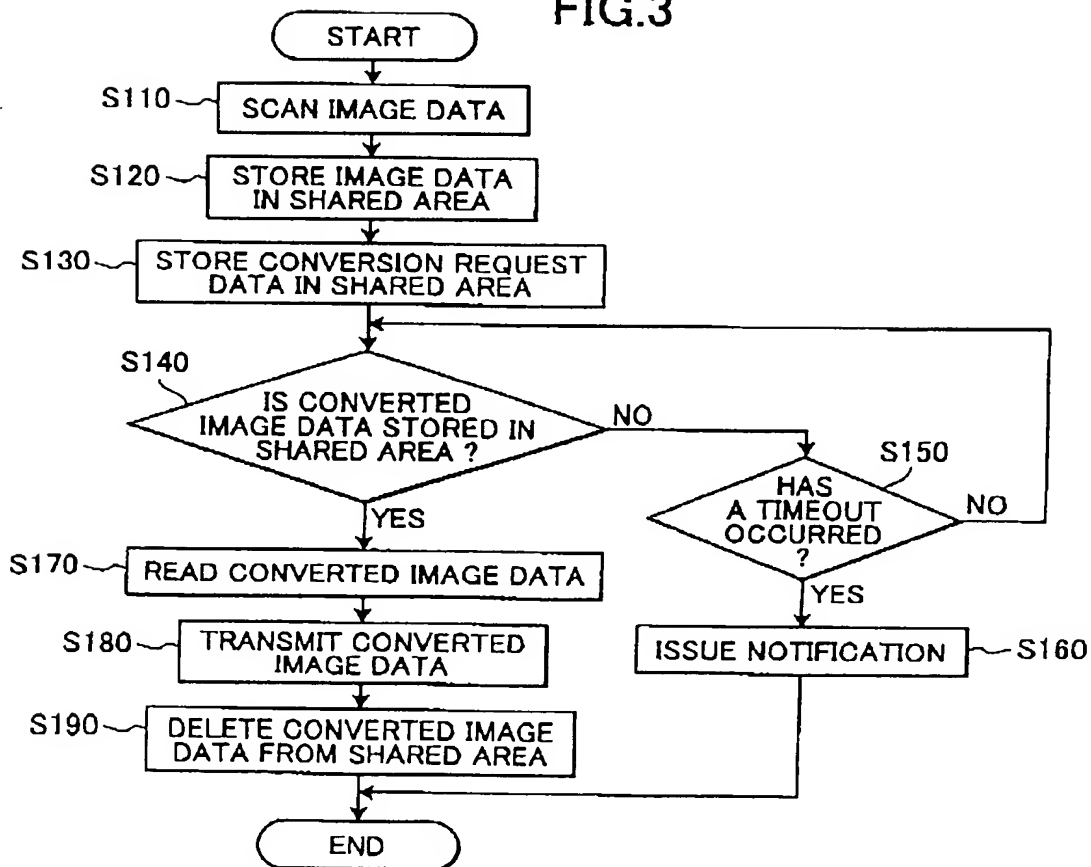 FIG.3
START
S110
SCAN IMAGE DATA
S120
STORE IMAGE DATA
IN SHARED AREA
S130
STORE CONVERSION REQUEST
DATA IN SHARED AREA
S140
IS CONVERTED
IMAGE DATA STORED IN
SHARED AREA ?
NO
S150
HAS
A TIMEOUT
OCCURRED
?
NO
YES
YES
S170
READ CONVERTED IMAGE DATA
S180
TRANSMIT CONVERTED
IMAGE DATA
ISSUE NOTIFICATION
S160
S190
DELETE CONVERTED IMAGE
DATA FROM SHARED AREA
END